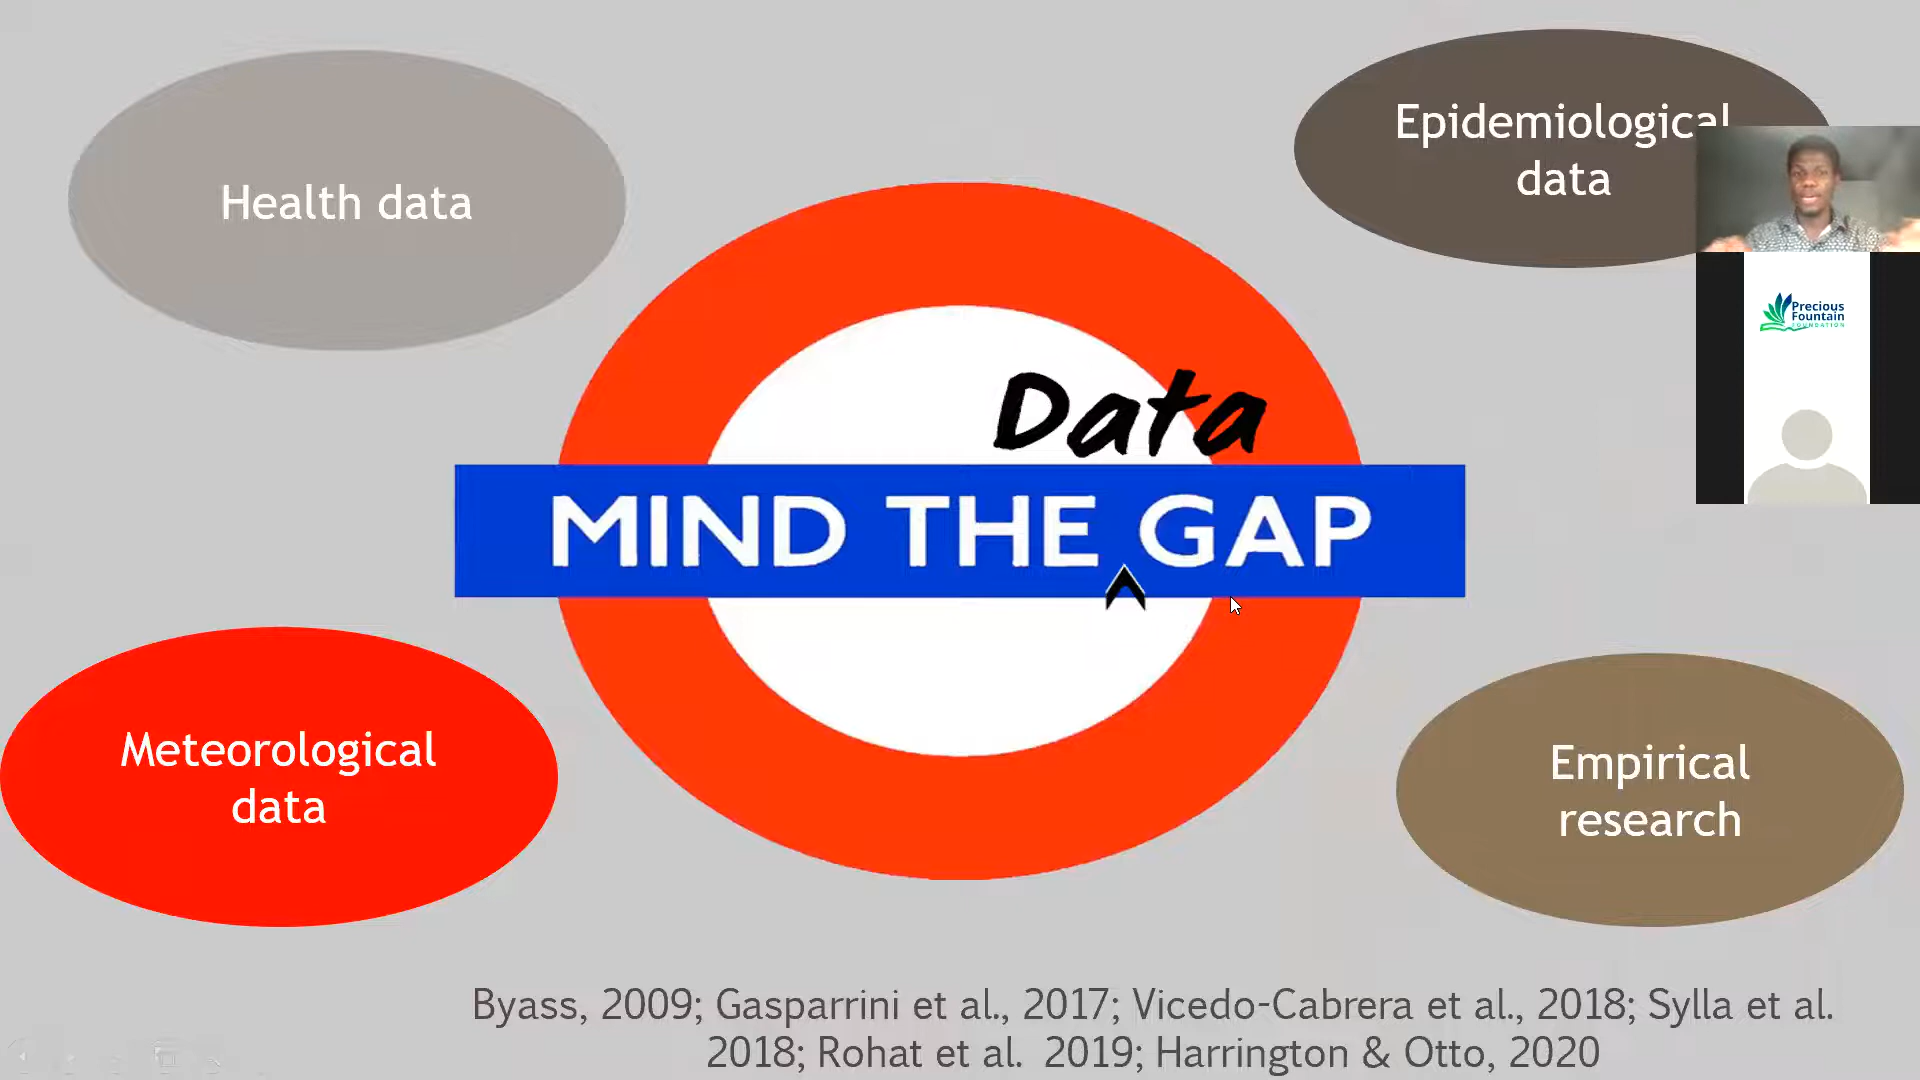 Health data
Epidemiological
data
Precious
Fountain
FOUNDATION
Data
MIND THE GAP
Meteorological
data
Empirical
research
Byass, 2009; Gasparrini et al., 2017; Vicedo-Cabrera et al., 2018; Sylla et al.
2018; Rohat et al. 2019; Harrington & Otto, 2020